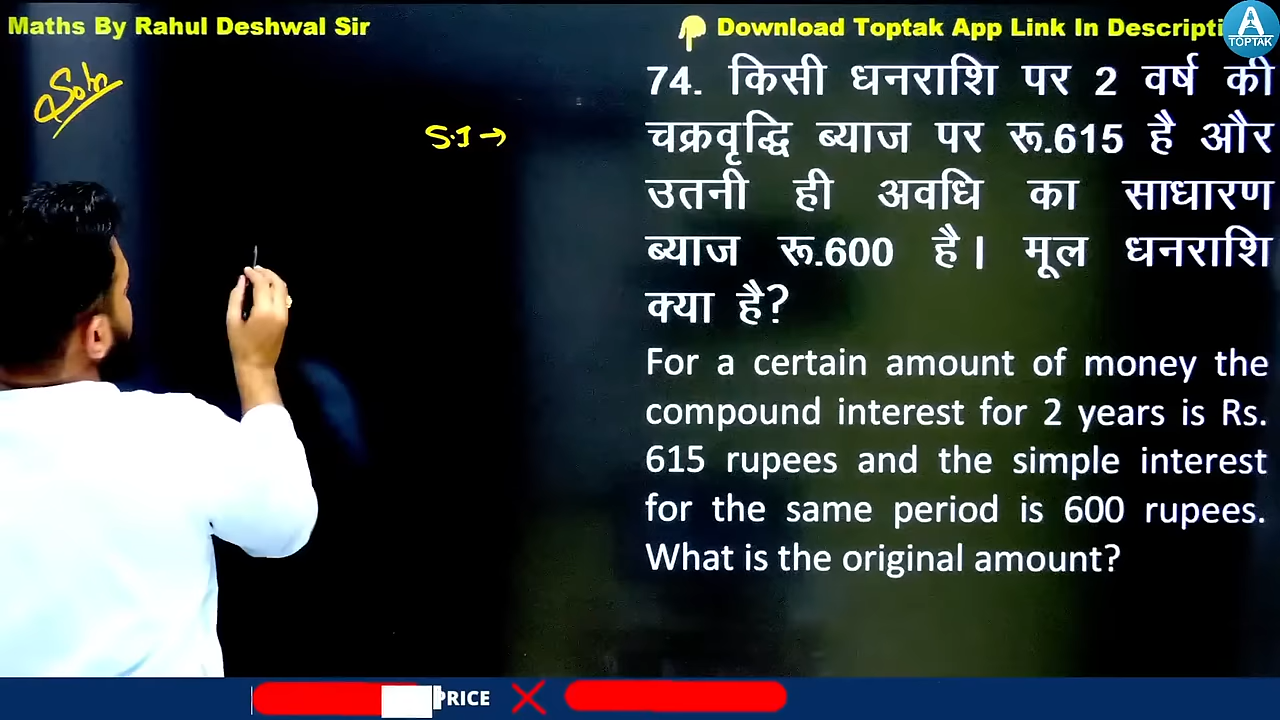 Maths By Rahul Deshwal Sir
Download Toptak App Link In Descripti
TOPTAK
Soln
S.I →
74. किसी धनराशि पर 2 वर्ष की
चक्रवृद्धि ब्याज पर रू.615 है और
उतनी ही अवधि का साधारण
ब्याज रू.600 है। मूल धनराशि
क्या है?
For a certain amount of money the
compound interest for 2 years is Rs.
615 rupees and the simple interest
for the same period is 600 rupees.
What is the original amount?
PRICE